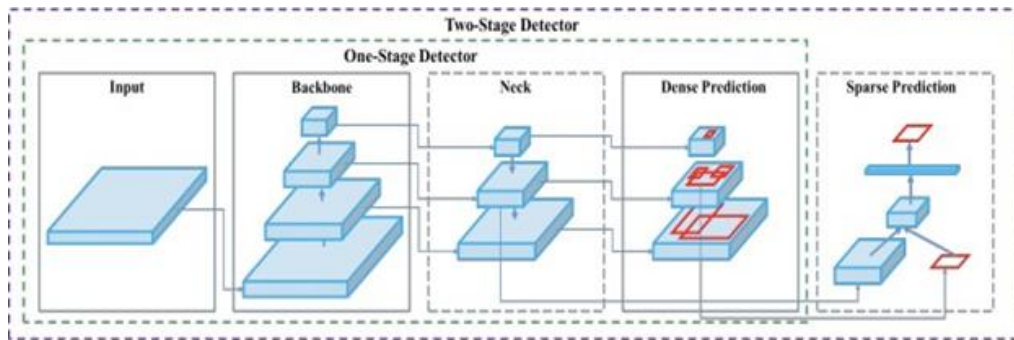 Two-Stage Detector
One-Stage Detector
Input
Backbone
Neck
Dense Prediction
Sparse Prediction